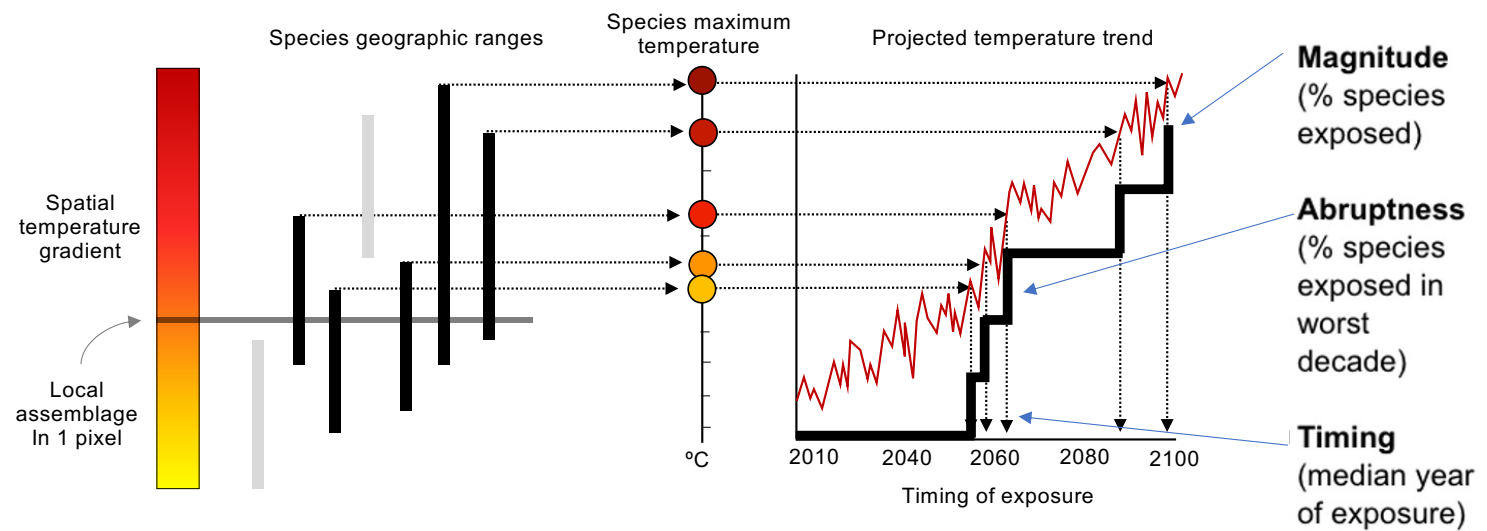 Species geographic ranges
Species maximum
temperature
Projected temperature trend
Spatial
temperature
gradient
Local
assemblage
In 1 pixel
ºC
2010
2040
2060
2080
2100
Timing of exposure
Magnitude
(% species
exposed)
Abruptness
(% species
exposed in
worst
decade)
Timing
(median year
of exposure)